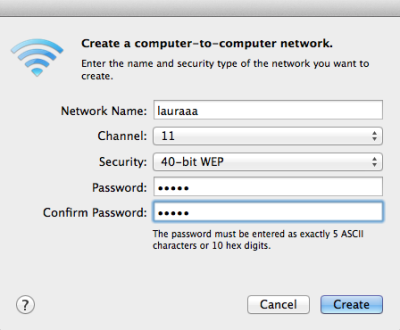 Create a computer-to-computer network.
Enter the name and security type of the network you want to
create.
Network Name: lauraaa
Channel: 11
Security: 40-bit WEP
Password: •••••
Confirm Password: •••••
The password must be entered as exactly 5 ASCII
characters or 10 hex digits.
? Cancel Create